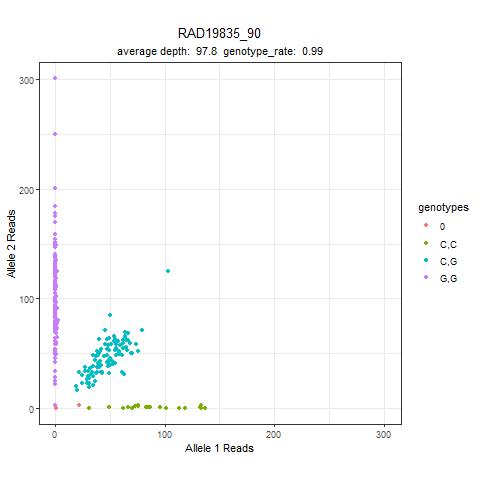 RAD19835_90
average depth:  97.8  genotype_rate:  0.99
300
200
100
0
Allele 2 Reads
0 100 200 300
Allele 1 Reads
genotypes
0
C,C
C,G
G,G